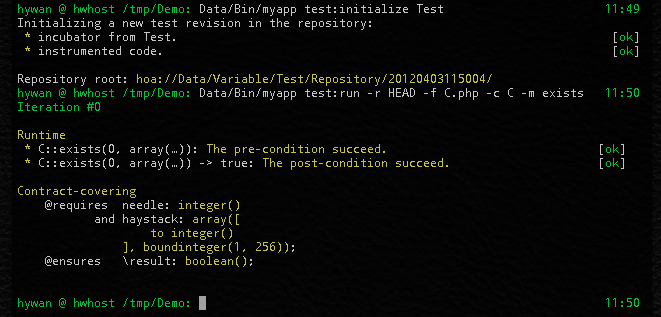 hywan @ hwhost /tmp/Demo: Data/Bin/myapp test:initialize Test 11:49
Initializing a new test revision in the repository:
* incubator from Test. [ok]
* instrumented code. [ok]
Repository root: hoa://Data/Variable/Test/Repository/20120403115004/
hywan @ hwhost /tmp/Demo: Data/Bin/myapp test:run -r HEAD -f C.php -c C -m exists 11:50
Iteration #0
Runtime
* C::exists(0, array(…)): The pre-condition succeed. [ok]
* C::exists(0, array(…)) -> true: The post-condition succeed. [ok]
Contract-covering
@requires needle: integer()
and haystack: array([
to integer()
], boundinteger(1, 256));
@ensures \result: boolean();
hywan @ hwhost /tmp/Demo: 11:50